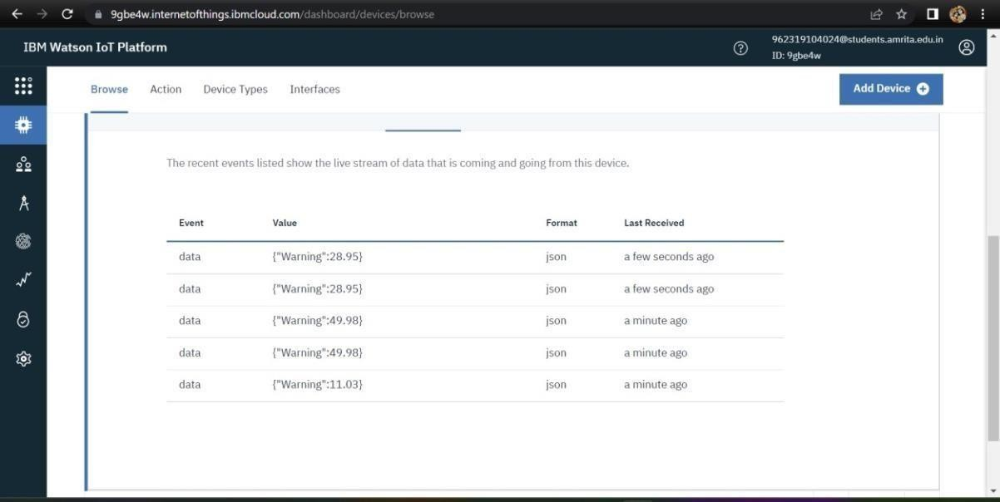 9gbe4w.internetofthings.ibmcloud.com/dashboard/devices/browse
IBM Watson IoT Platform
962319104024@students.amrita.edu.in
ID: 9gbe4w
Browse Action Device Types Interfaces
Add Device
The recent events listed show the live stream of data that is coming and going from this device.
Event Value Format Last Received
data {"Warning":28.95} json a few seconds ago
data {"Warning":28.95} json a few seconds ago
data {"Warning":49.98} json a minute ago
data {"Warning":49.98} json a minute ago
data {"Warning":11.03} json a minute ago